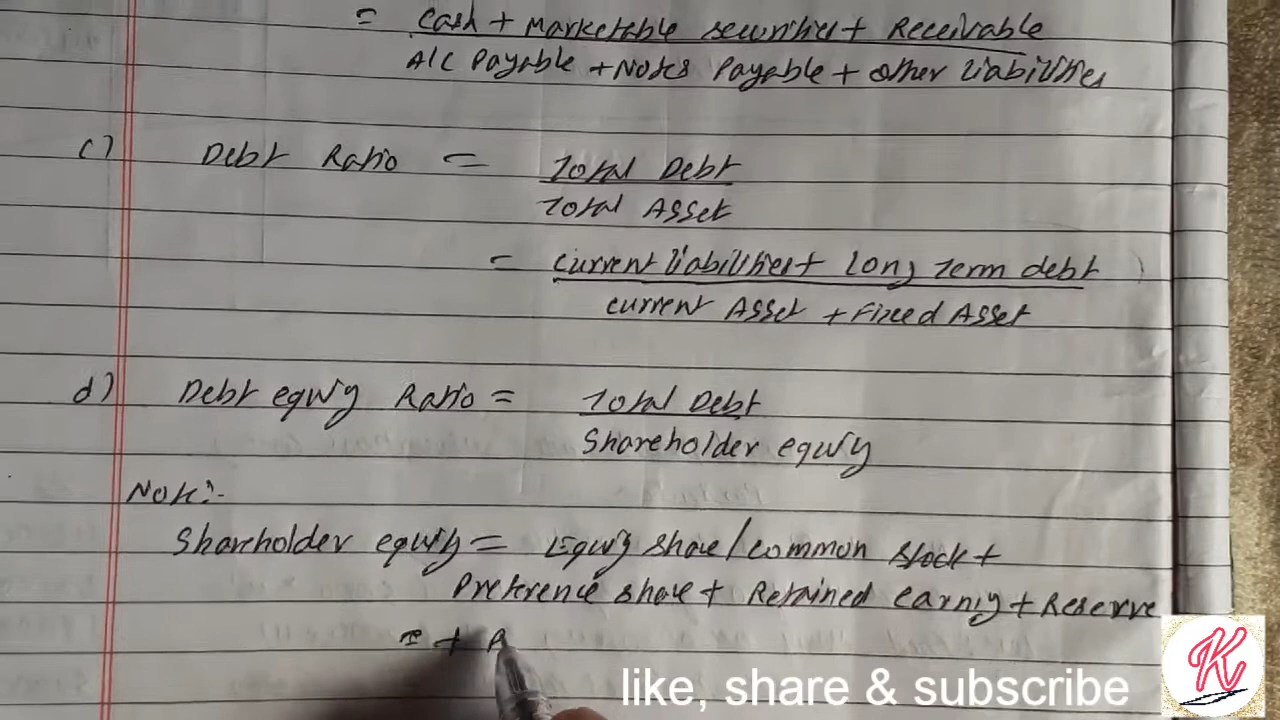 = Cash + Marketable securities + Receivable
A/C Payable + Notes Payable + other liabilities
c) Debt Ratio = Total Debt
Total Asset
= current liabilities + Long Term debt
current Asset + Fixed Asset
d) Debt equity Ratio = Total Debt
Shareholder equity
Note:-
Shareholder equity = Equity share/common stock +
Preference share + Retained earnig + Reserve
+
like, share & subscribe
K